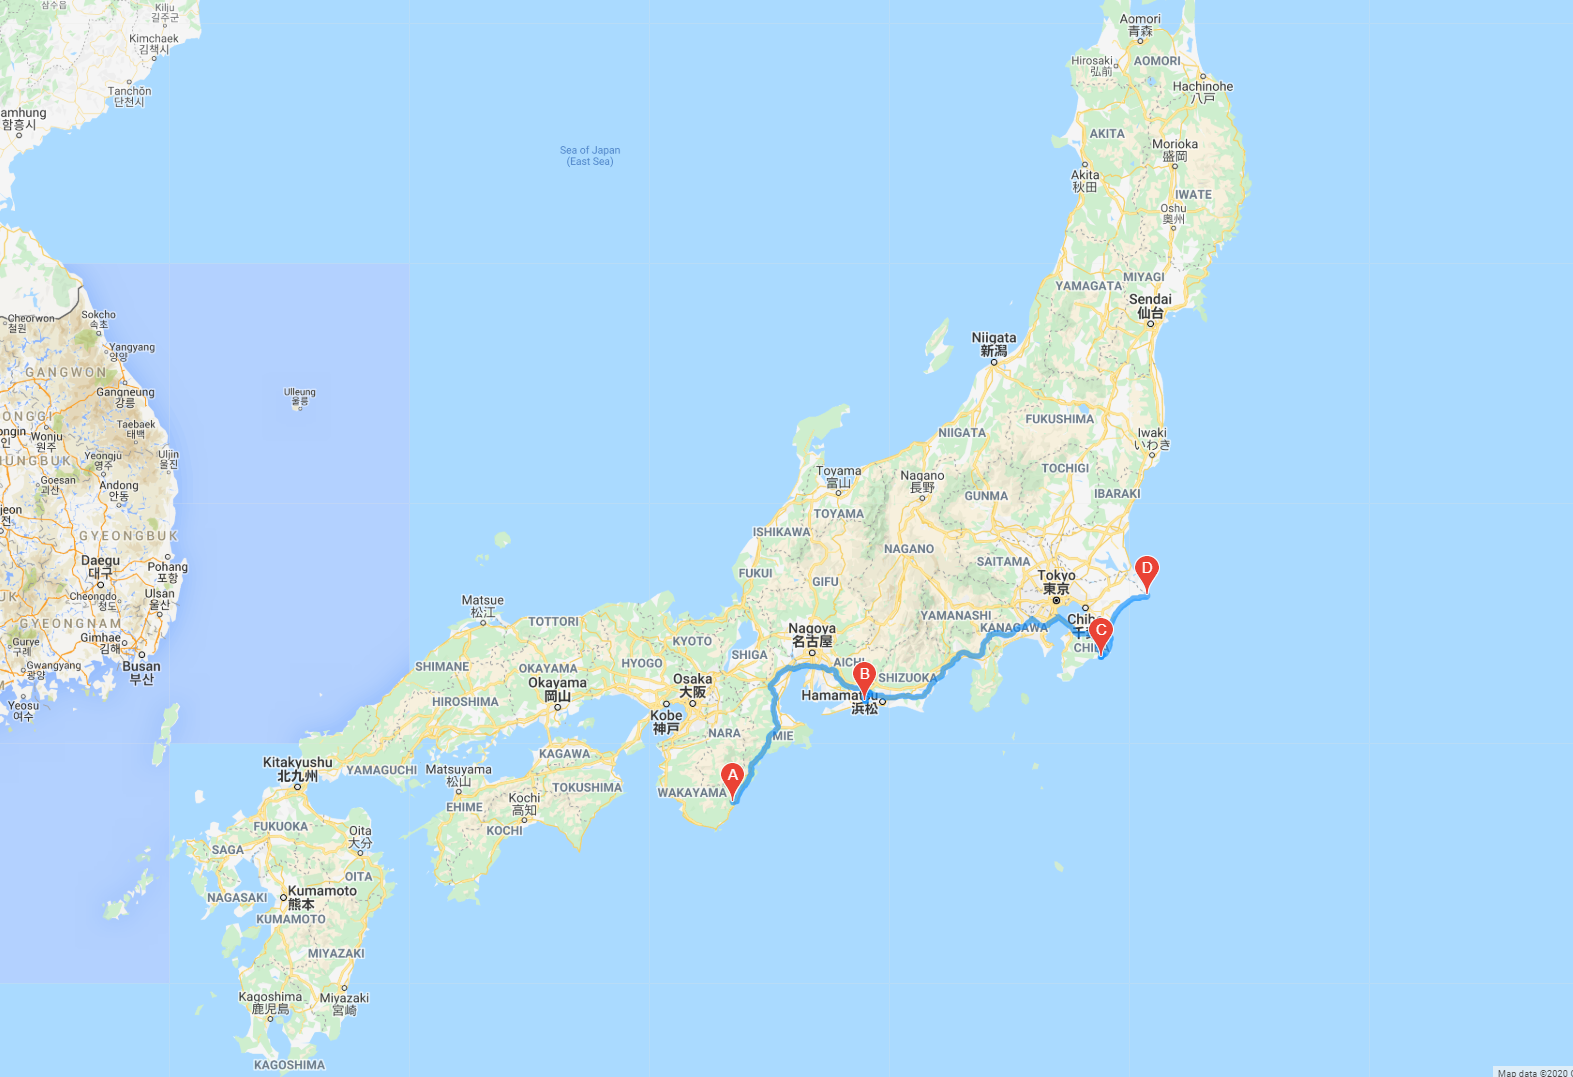 삼수읍
Kilju
길주군
Kimchaek
김책시
Tanchŏn
단천시
amhung
함흥시
Aomori
青森
Hirosaki
弘前
AOMORI
Hachinohe
八戸
AKITA
Morioka
盛岡
Akita
秋田
IWATE
Oshu
奥州
Sea of Japan
(East Sea)
MIYAGI
YAMAGATA
Sendai
仙台
Cheorwon
철원
Sokcho
속초
Yangyang
양양
GANGWON
Gangneung
강릉
Ulleung
울릉
Niigata
新潟
ONGGI
Taebaek
태백
Wonju
원주
Yeongju
영주
Uljin
울진
UNGBUK
Goesan
괴산
Andong
안동
jeon
전
GYEONGBUK
Daegu
대구
Pohang
포항
Cheongdo
청도
Ulsan
울산
UK
GYEONGNAM
Gimhae
김해
Gurye
구례
Gwangyang
광양
Busan
부산
Yeosu
여수
FUKUSHIMA
NIIGATA
Iwaki
いわき
Toyama
富山
Nagano
長野
TOCHIGI
GUNMA
IBARAKI
TOYAMA
ISHIKAWA
NAGANO
SAITAMA
FUKUI
GIFU
Tokyo
東京
D
Matsue
松江
TOTTORI
YAMANASHI
KANAGAWA
Chiba
千
C
CHIBA
Nagoya
名古屋
KYOTO
SHIGA
AICHI
HYOGO
SHIMANE
OKAYAMA
Okayama
岡山
Osaka
大阪
B
SHIZUOKA
Hamamatsu
浜松
HIROSHIMA
Kobe
神戸
NARA
MIE
KAGAWA
Kitakyushu
北九州
YAMAGUCHI
Matsuyama
松山
A
TOKUSHIMA
WAKAYAMA
EHIME
Kochi
高知
KOCHI
FUKUOKA
Oita
大分
SAGA
OITA
NAGASAKI
Kumamoto
熊本
KUMAMOTO
MIYAZAKI
Kagoshima
鹿児島
Miyazaki
宮崎
KAGOSHIMA
Map data ©2020